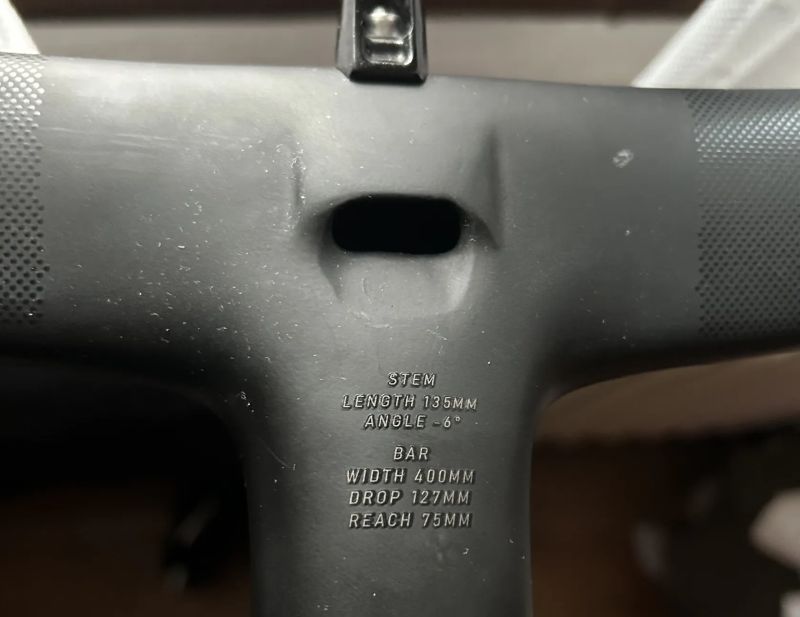 STEM
LENGTH 135MM
ANGLE -6°
BAR
WIDTH 400MM
DROP 127MM
REACH 75MM